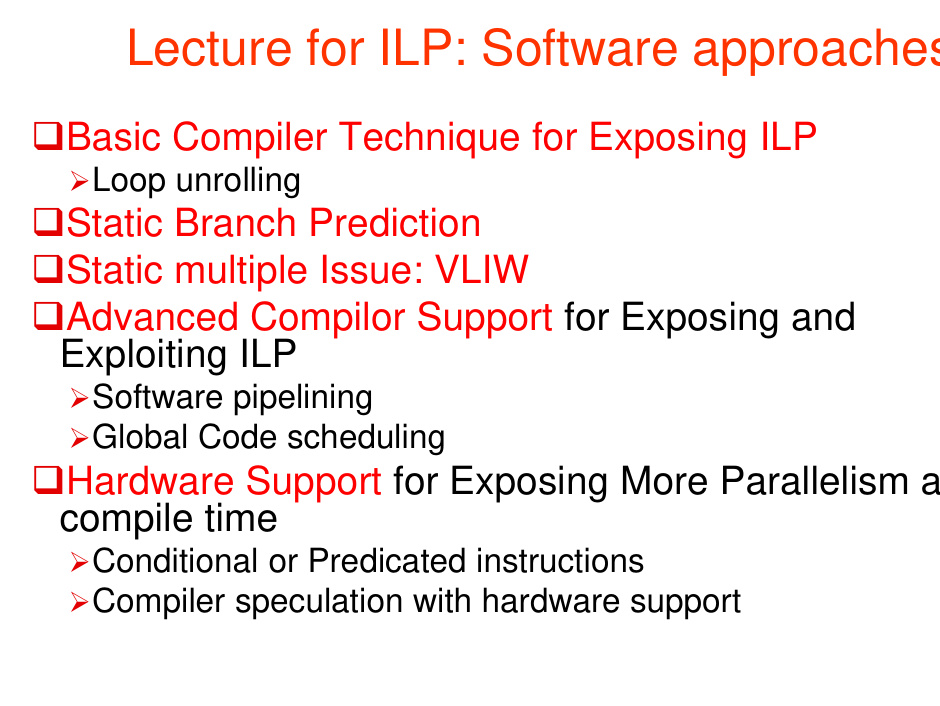 Lecture for ILP: Software approaches
❑Basic Compiler Technique for Exposing ILP
➢Loop unrolling
❑Static Branch Prediction
❑Static multiple Issue: VLIW
❑Advanced Compilor Support for Exposing and
Exploiting ILP
➢Software pipelining
➢Global Code scheduling
❑Hardware Support for Exposing More Parallelism a
compile time
➢Conditional or Predicated instructions
➢Compiler speculation with hardware support